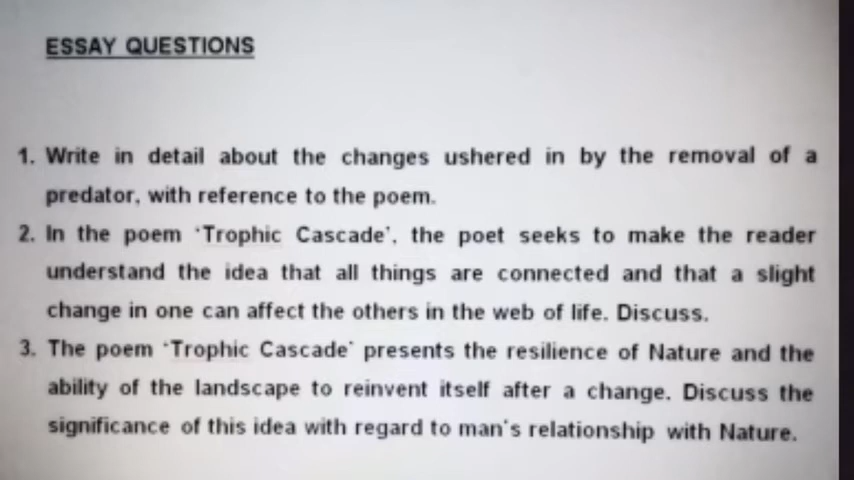 ESSAY QUESTIONS
1. Write in detail about the changes ushered in by the removal of a
predator, with reference to the poem.
2. In the poem 'Trophic Cascade', the poet seeks to make the reader
understand the idea that all things are connected and that a slight
change in one can affect the others in the web of life. Discuss.
3. The poem 'Trophic Cascade' presents the resilience of Nature and the
ability of the landscape to reinvent itself after a change. Discuss the
significance of this idea with regard to man's relationship with Nature.